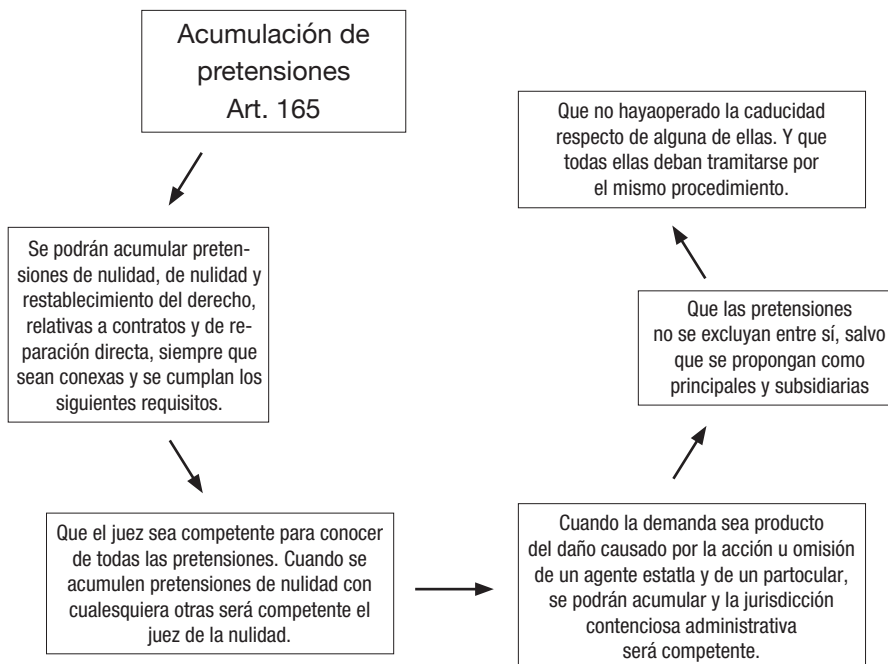 Acumulación de
pretensiones
Art. 165
Se podrán acumular preten-
siones de nulidad, de nulidad y
restablecimiento del derecho,
relativas a contratos y de re-
paración directa, siempre que
sean conexas y se cumplan los
siguientes requisitos.
Que el juez sea competente para conocer
de todas las pretensiones. Cuando se
acumulen pretensiones de nulidad con
cualesquiera otras será competente el
juez de la nulidad.
Cuando la demanda sea producto
del daño causado por la acción u omisión
de un agente estatla y de un partocular,
se podrán acumular y la jurisdicción
contenciosa administrativa
será competente.
Que las pretensiones
no se excluyan entre sí, salvo
que se propongan como
principales y subsidiarias
Que no hayaoperado la caducidad
respecto de alguna de ellas. Y que
todas ellas deban tramitarse por
el mismo procedimiento.